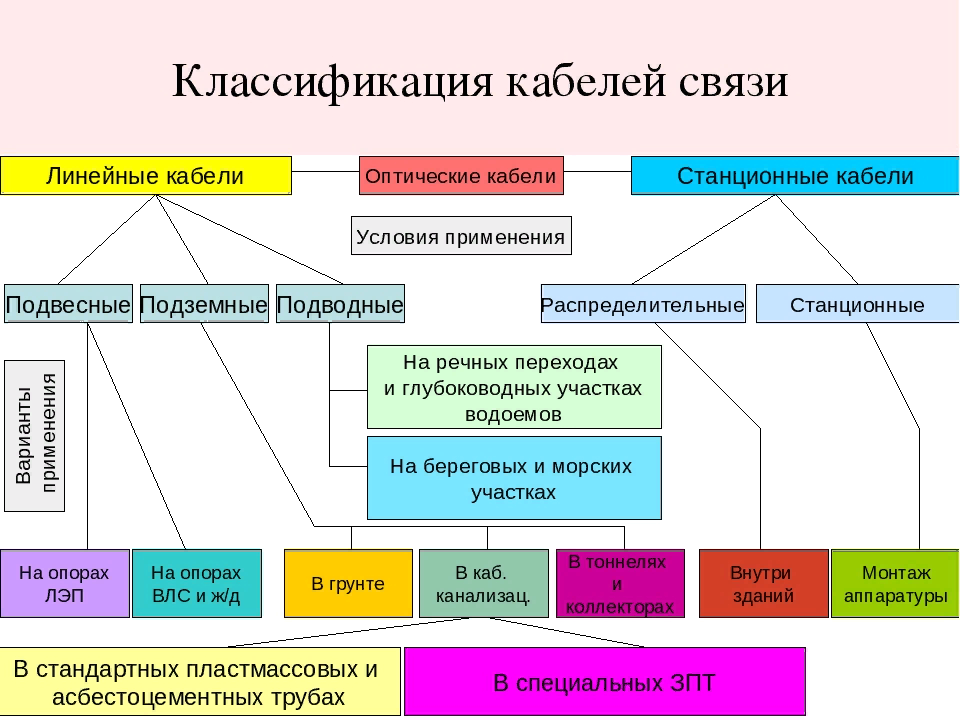 Классификация кабелей связи
Линейные кабели
Оптические кабели
Станционные кабели
Условия применения
Подвесные
Подземные
Подводные
Распределительные
Станционные
Варианты
применения
На речных переходах
и глубоководных участках
водоемов
На береговых и морских
участках
На опорах
ЛЭП
На опорах
ВЛС и ж/д
В грунте
В каб.
канализац.
В тоннелях
и
коллекторах
Внутри
зданий
Монтаж
аппаратуры
В стандартных пластмассовых и
асбестоцементных трубах
В специальных ЗПТ